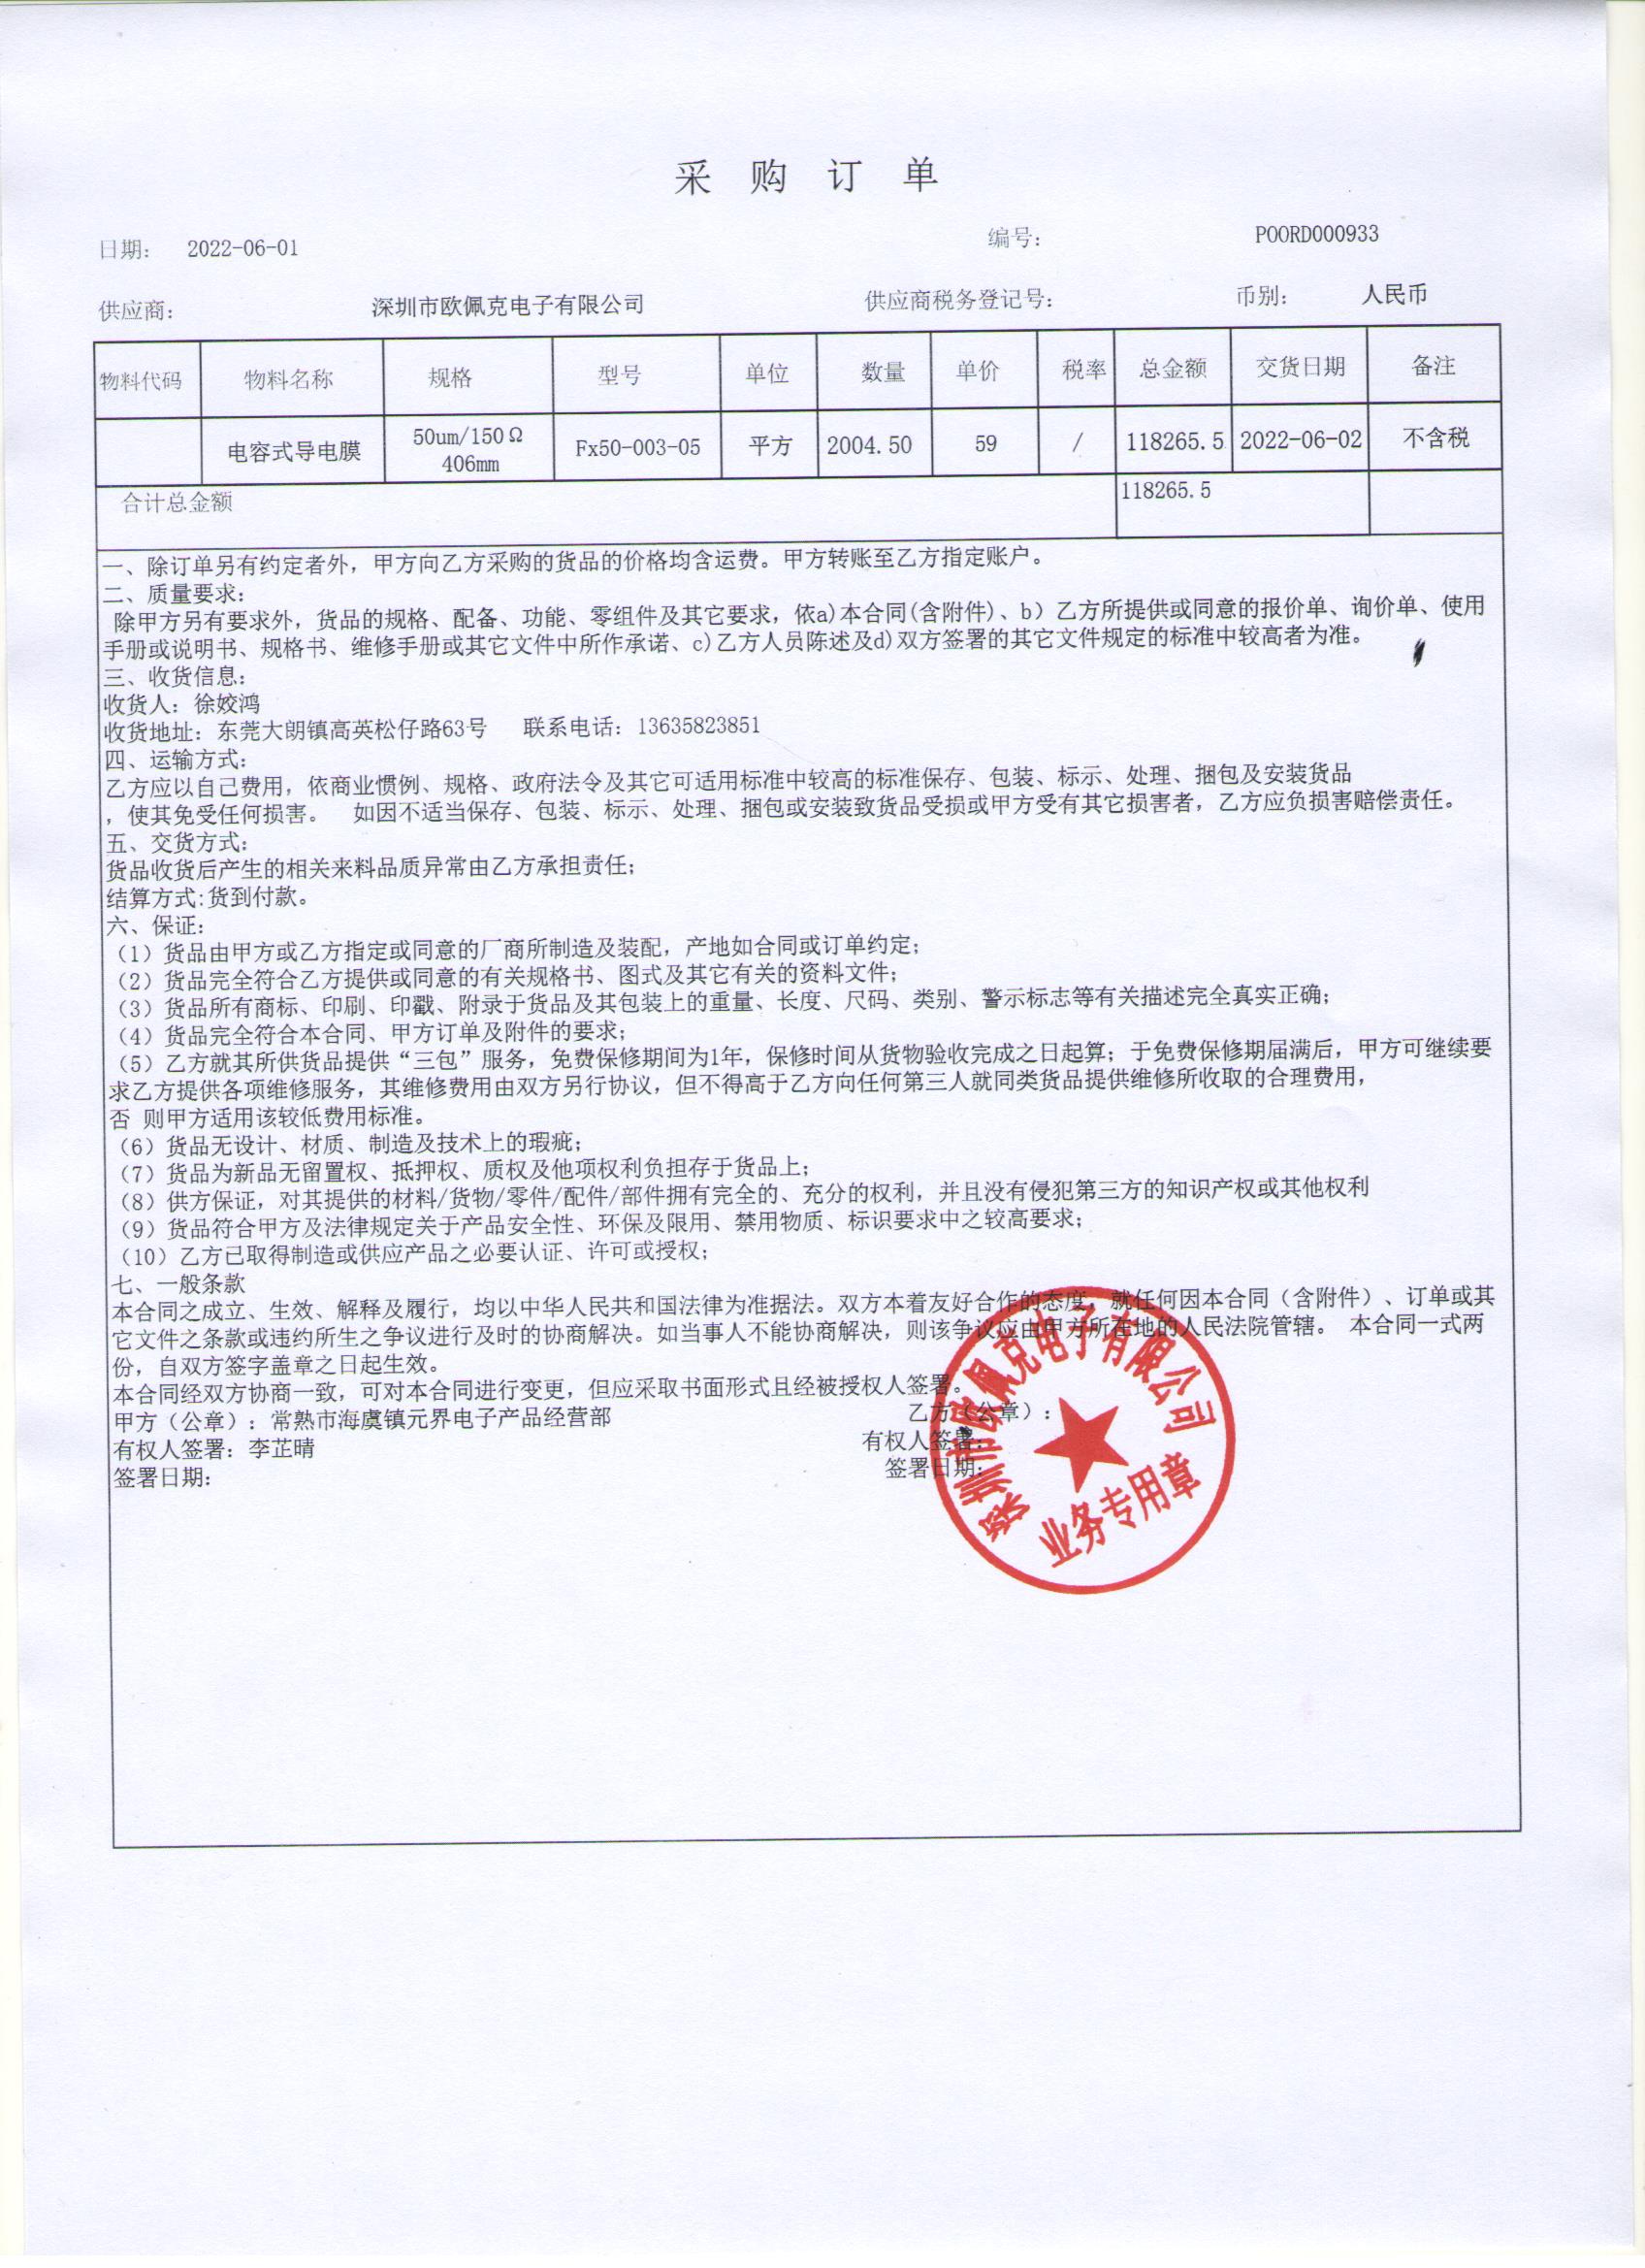 采购订单
日期： 2022-06-01 编号： POORD000933
供应商： 深圳市欧佩克电子有限公司 供应商税务登记号： 币别： 人民币
物料代码 物料名称 规格 型号 单位 数量 单价 税率 总金额 交货日期 备注
电容式导电膜 50um/150Ω 406mm Fx50-003-05 平方 2004.50 59 / 118265.5 2022-06-02 不含税
合计总金额 118265.5
一、除订单另有约定者外，甲方向乙方采购的货品的价格均含运费。甲方转账至乙方指定账户。
二、质量要求：
除甲方另有要求外，货品的规格、配备、功能、零组件及其它要求，依a)本合同(含附件)、b）乙方所提供或同意的报价单、询价单、使用
手册或说明书、规格书、维修手册或其它文件中所作承诺、c)乙方人员陈述及d)双方签署的其它文件规定的标准中较高者为准。
三、收货信息：
收货人：徐姣鸿
收货地址：东莞大朗镇高英松仔路63号 联系电话：13635823851
四、运输方式：
乙方应以自己费用，依商业惯例、规格、政府法令及其它可适用标准中较高的标准保存、包装、标示、处理、捆包及安装货品
，使其免受任何损害。 如因不适当保存、包装、标示、处理、捆包或安装致货品受损或甲方受有其它损害者，乙方应负损害赔偿责任。
五、交货方式：
货品收货后产生的相关来料品质异常由乙方承担责任；
结算方式:货到付款。
六、保证：
（1）货品由甲方或乙方指定或同意的厂商所制造及装配，产地如合同或订单约定；
（2）货品完全符合乙方提供或同意的有关规格书、图式及其它有关的资料文件；
（3）货品所有商标、印刷、印戳、附录于货品及其包装上的重量、长度、尺码、类别、警示标志等有关描述完全真实正确；
（4）货品完全符合本合同、甲方订单及附件的要求；
（5）乙方就其所供货品提供“三包”服务，免费保修期间为1年，保修时间从货物验收完成之日起算；于免费保修期届满后，甲方可继续要
求乙方提供各项维修服务，其维修费用由双方另行协议，但不得高于乙方向任何第三人就同类货品提供维修所收取的合理费用，
否 则甲方适用该较低费用标准。
（6）货品无设计、材质、制造及技术上的瑕疵；
（7）货品为新品无留置权、抵押权、质权及他项权利负担存于货品上；
（8）供方保证，对其提供的材料/货物/零件/配件/部件拥有完全的、充分的权利，并且没有侵犯第三方的知识产权或其他权利
（9）货品符合甲方及法律规定关于产品安全性、环保及限用、禁用物质、标识要求中之较高要求；
（10）乙方已取得制造或供应产品之必要认证、许可或授权；
七、一般条款
本合同之成立、生效、解释及履行，均以中华人民共和国法律为准据法。双方本着友好合作的态度，就任何因本合同（含附件）、订单或其
它文件之条款或违约所生之争议进行及时的协商解决。如当事人不能协商解决，则该争议应由甲方所在地的人民法院管辖。 本合同一式两
份，自双方签字盖章之日起生效。
本合同经双方协商一致，可对本合同进行变更，但应采取书面形式且经被授权人签署。
甲方（公章）：常熟市海虞镇元界电子产品经营部 乙方（公章）：
有权人签署：李芷晴 有权人签署：
签署日期： 签署日期：
深圳市欧佩克电子有限公司
业务专用章